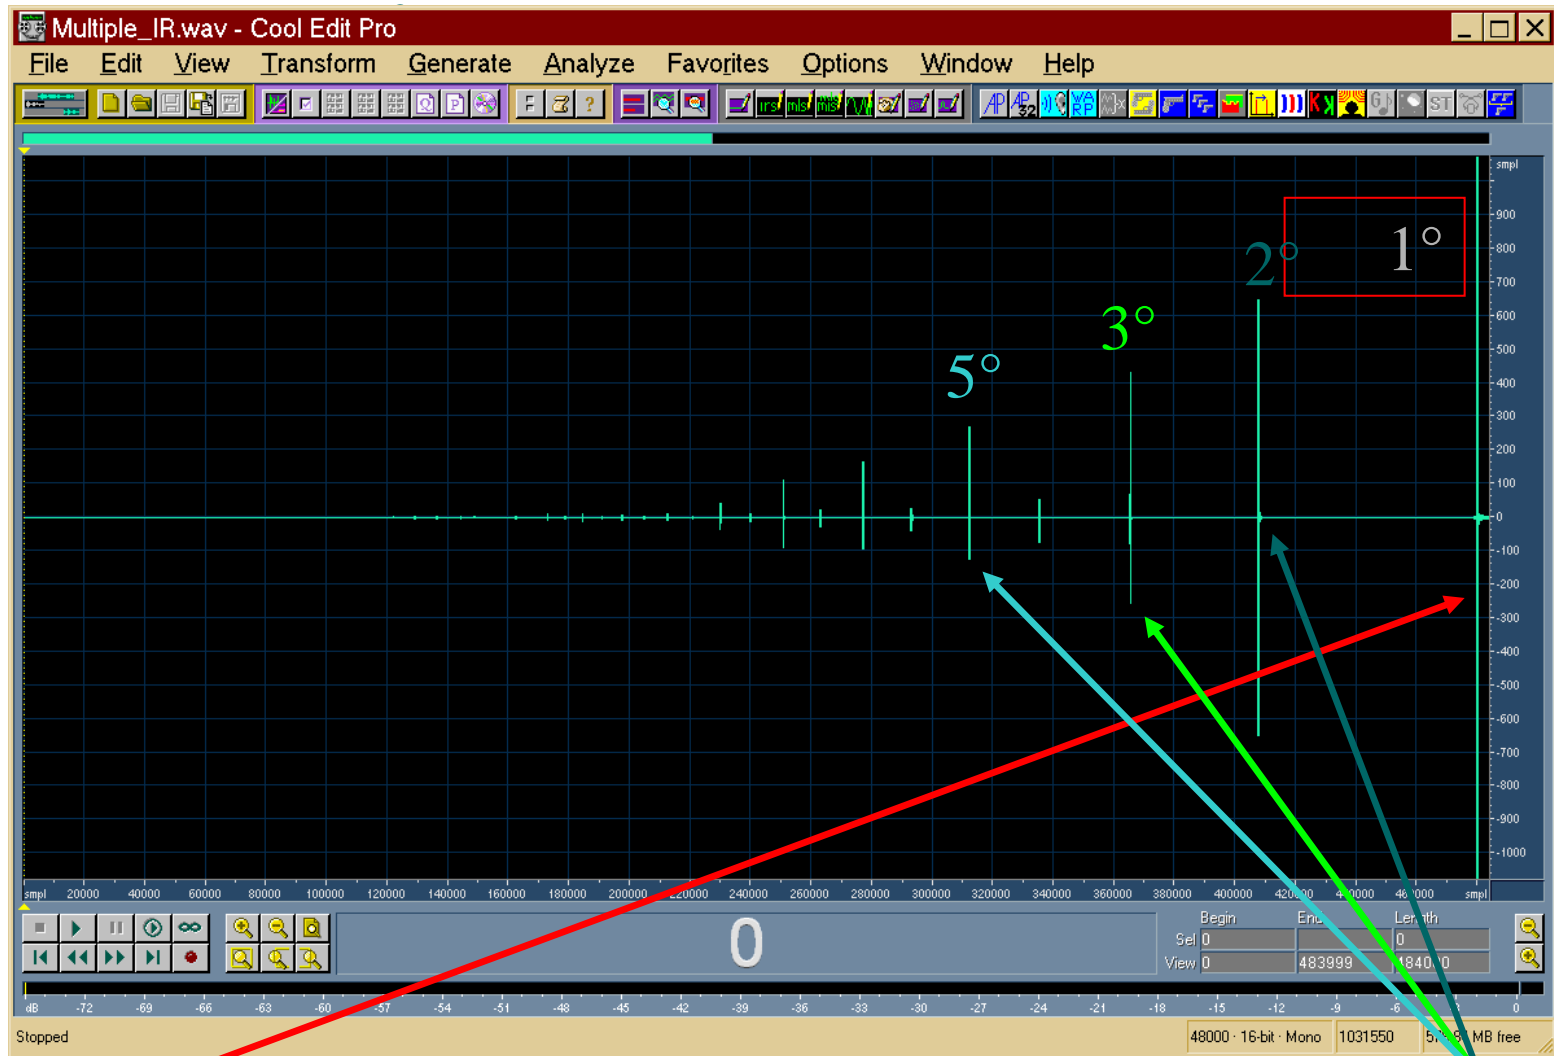 Multiple_IR.wav - Cool Edit Pro
File Edit View Transform Generate Analyze Favorites Options Window Help
smpl
900
800
700
600
500
400
300
200
100
0
-100
-200
-300
-400
-500
-600
-700
-800
-900
-1000
1°
2°
3°
5°
smpl 20000 40000 60000 80000 100000 120000 140000 160000 180000 200000 220000 240000 260000 280000 300000 320000 340000 360000 380000 400000 smpl
0
Begin End Length
Sel 0 0
View 0 483999
dB -72 -69 -66 -63 -60 -57 -54 -51 -48 -45 -42 -39 -36 -33 -30 -27 -24 -21 -18 -15 -12 -9 -6 0
Stopped
48000 · 16-bit · Mono 1031550 MB free